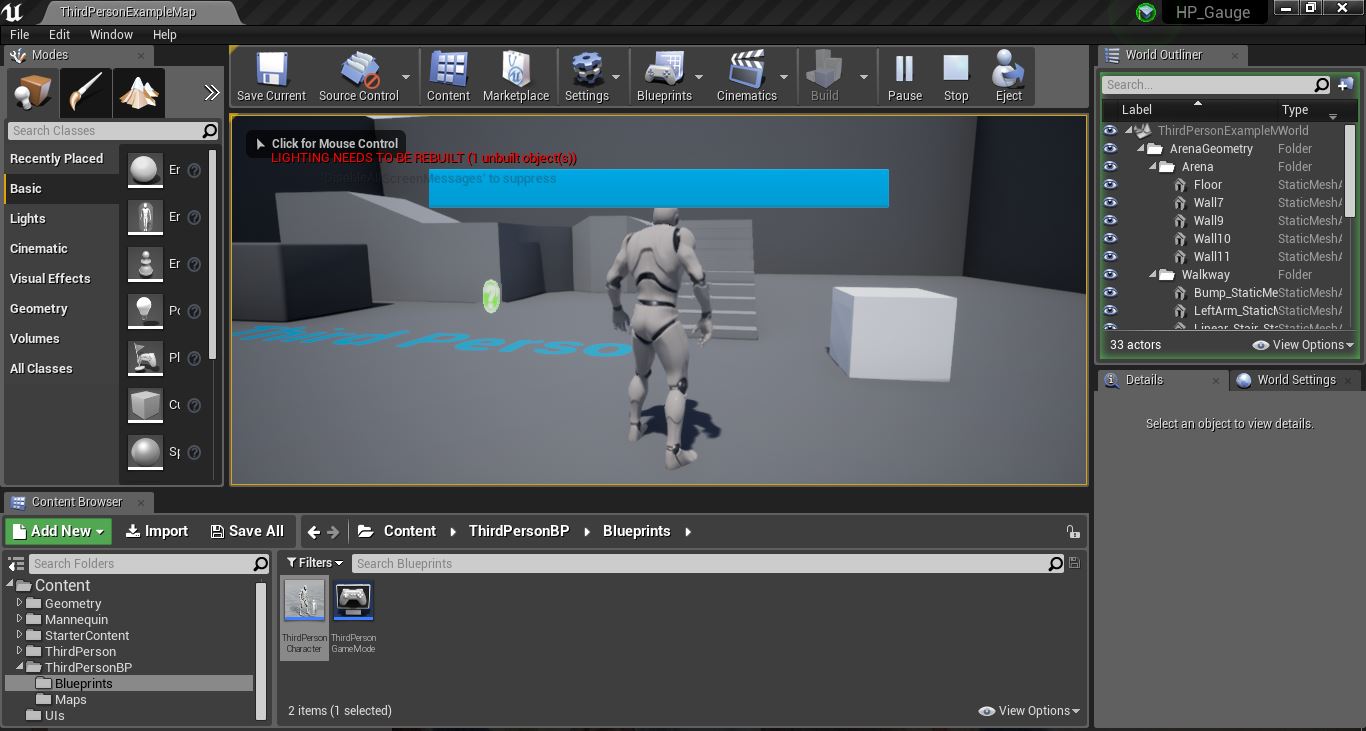 ThirdPersonExampleMap
HP_Gauge
File Edit Window Help
Modes
Search Classes
Recently Placed
Basic
Lights
Cinematic
Visual Effects
Geometry
Volumes
All Classes
Er
Er
Er
Pc
Pl
Cu
Sp
Save Current
Source Control
Content
Marketplace
Settings
Blueprints
Cinematics
Build
Pause
Stop
Eject
Click for Mouse Control
LIGHTING NEEDS TO BE REBUILT (1 unbuilt object(s))
'DisableAllScreenMessages' to suppress
Third Perso
World Outliner
Search...
Label Type
ThirdPersonExampleM World
ArenaGeometry Folder
Arena Folder
Floor StaticMeshA
Wall7 StaticMeshA
Wall9 StaticMeshA
Wall10 StaticMeshA
Wall11 StaticMeshA
Walkway Folder
Bump_StaticMe StaticMeshA
LeftArm_StaticM StaticMeshA
Linear_Stair_Sta StaticMeshA
33 actors
View Options
Details
World Settings
Select an object to view details.
Content Browser
Add New
Import
Save All
Content
ThirdPersonBP
Blueprints
Search Folders
Content
Geometry
Mannequin
StarterContent
ThirdPerson
ThirdPersonBP
Blueprints
Maps
UIs
Filters
Search Blueprints
ThirdPerson
Character
ThirdPerson
GameMode
2 items (1 selected)
View Options